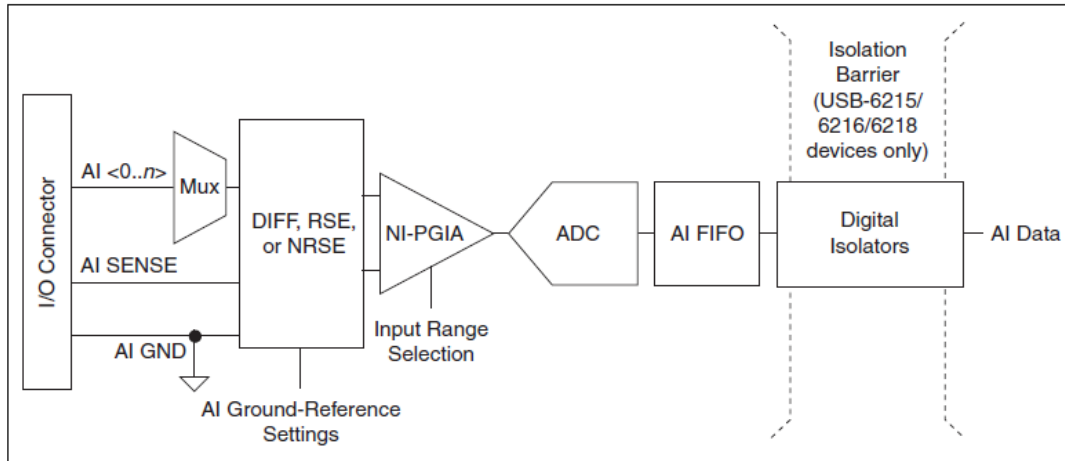 Isolation
Barrier
(USB-6215/
6216/6218
devices only)
I/O Connector
AI <0..n>
Mux
AI SENSE
AI GND
DIFF, RSE,
or NRSE
NI-PGIA
ADC
AI FIFO
Digital
Isolators
AI Data
Input Range
Selection
AI Ground-Reference
Settings